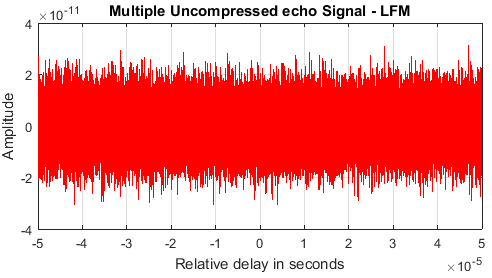 Multiple Uncompressed echo Signal - LFM
×10⁻¹¹
4
2
0
-2
-4
Amplitude
-5 -4 -3 -2 -1 0 1 2 3 4 5
Relative delay in seconds
×10⁻⁵